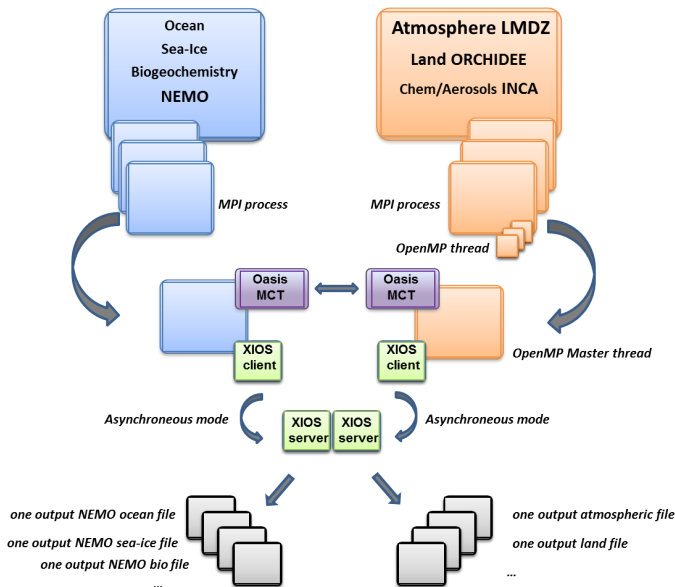 Ocean
Sea-Ice
Biogeochemistry
NEMO
Atmosphere LMDZ
Land ORCHIDEE
Chem/Aerosols INCA
MPI process
MPI process
OpenMP thread
Oasis
MCT
Oasis
MCT
XIOS
client
XIOS
client
OpenMP Master thread
Asynchroneous mode
XIOS
server
XIOS
server
Asynchroneous mode
one output NEMO ocean file
one output NEMO sea-ice file
one output NEMO bio file
...
one output atmospheric file
one output land file
...